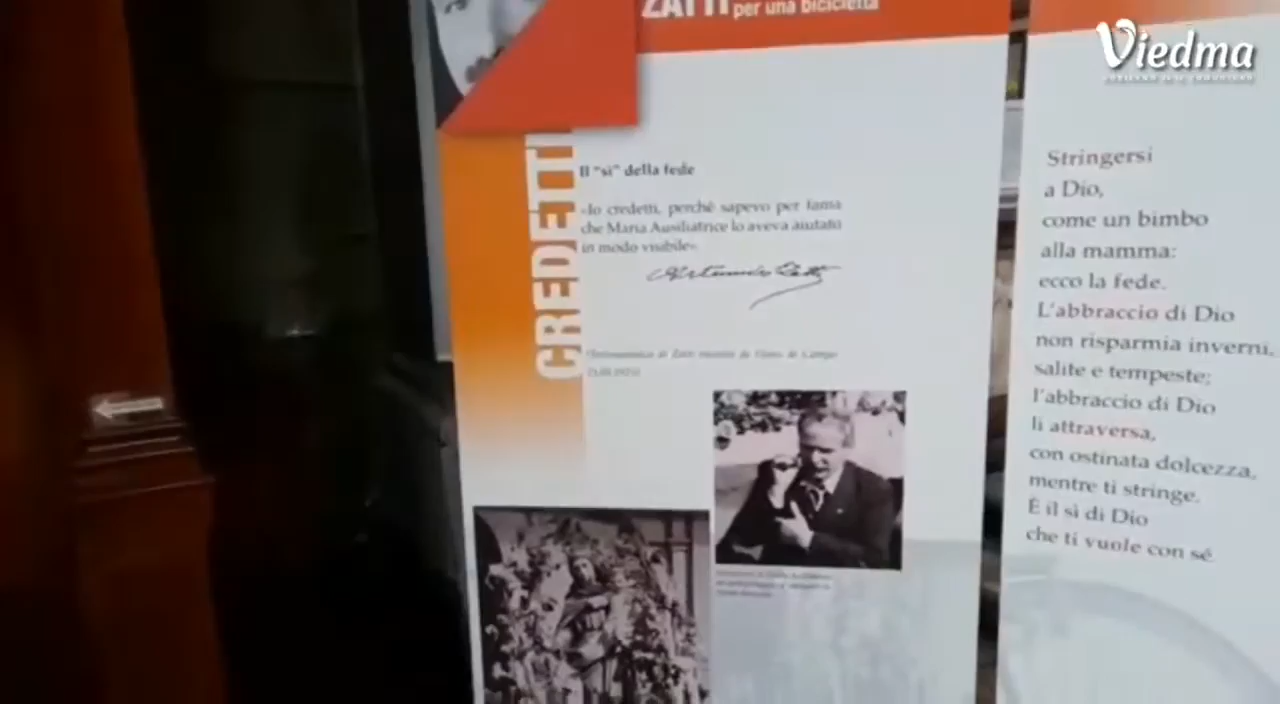 ZATTI per una bicicletta
Viedma
CREDETTI
Il "sì" della fede
«Io credetti, perché sapevo per fama
che Maria Ausiliatrice lo aveva aiutato
in modo visibile»
Artemide Zatti
Stringersi
a Dio,
come un bimbo
alla mamma:
ecco la fede.
L'abbraccio di Dio
non risparmia inverni,
salite e tempeste;
l'abbraccio di Dio
li attraversa,
con ostinata dolcezza,
mentre ti stringe.
È il sì di Dio
che ti vuole con sé.